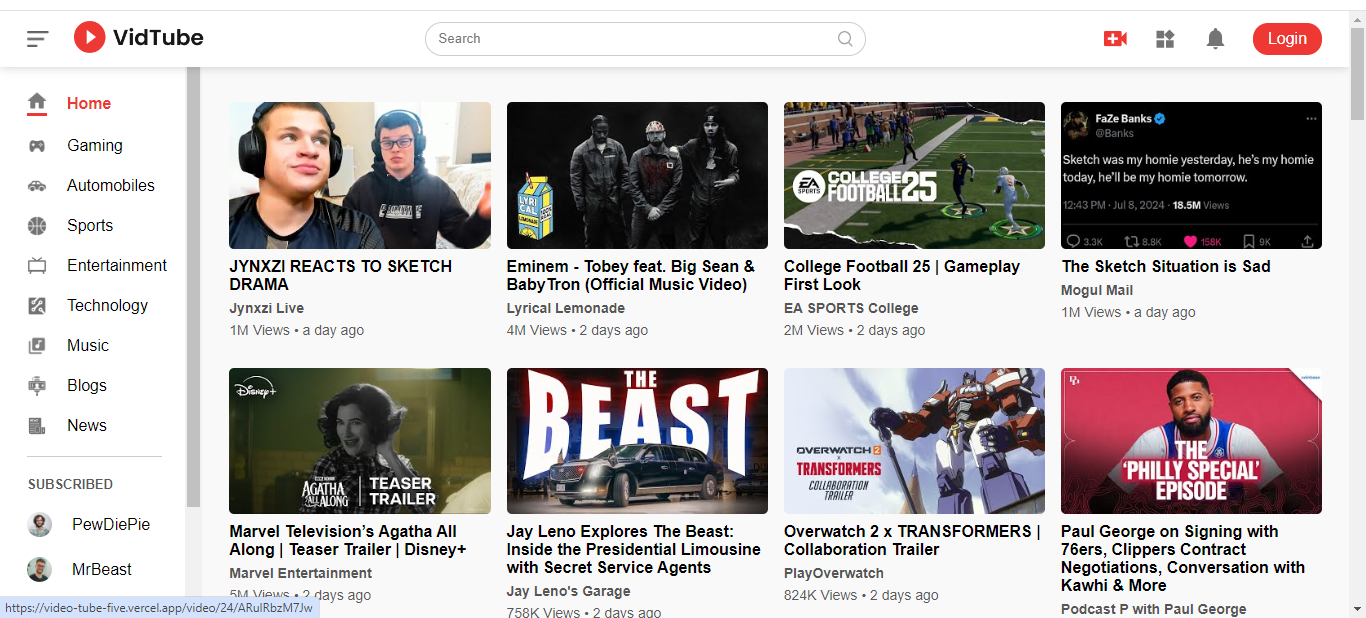 VidTube
Search
Login
Home
Gaming
Automobiles
Sports
Entertainment
Technology
Music
Blogs
News
SUBSCRIBED
PewDiePie
MrBeast
JYNXZI REACTS TO SKETCH
DRAMA
Jynxzi Live
1M Views • a day ago
LYRI
CAL
LEMONADE
Eminem - Tobey feat. Big Sean &
BabyTron (Official Music Video)
Lyrical Lemonade
4M Views • 2 days ago
EA
SPORTS
COLLEGE
FOOTBALL 25
College Football 25 | Gameplay
First Look
EA SPORTS College
2M Views • 2 days ago
FaZe Banks
@Banks
Sketch was my homie yesterday, he's my homie
today, he'll be my homie tomorrow.
12:43 PM · Jul 8, 2024 · 18.5M Views
3.3K 8.8K 158K 9K
The Sketch Situation is Sad
Mogul Mail
1M Views • a day ago
Disney+
AGATHA
ALL ALONG
TEASER
TRAILER
Marvel Television's Agatha All
Along | Teaser Trailer | Disney+
Marvel Entertainment
5M Views • 2 days ago
THE
BEAST
Jay Leno Explores The Beast:
Inside the Presidential Limousine
with Secret Service Agents
Jay Leno's Garage
758K Views • 2 days ago
OVERWATCH 2
x
TRANSFORMERS
COLLABORATION
TRAILER
Overwatch 2 x TRANSFORMERS |
Collaboration Trailer
PlayOverwatch
824K Views • 2 days ago
THE
'PHILLY SPECIAL'
EPISODE
Paul George on Signing with
76ers, Clippers Contract
Negotiations, Conversation with
Kawhi & More
Podcast P with Paul George
https://video-tube-five.vercel.app/video/24/ARulRbzM7Jw